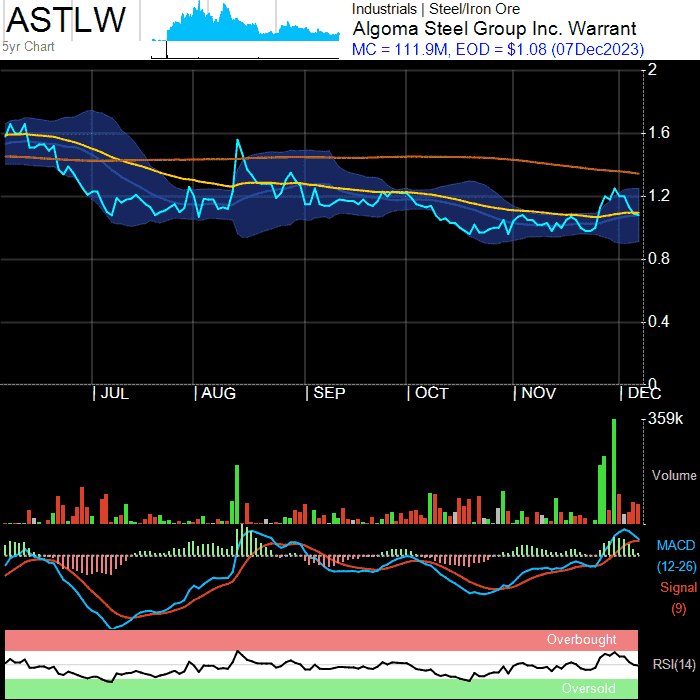 ASTLW
5yr Chart
Industrials | Steel/Iron Ore
Algoma Steel Group Inc. Warrant
MC = 111.9M, EOD = $1.08 (07Dec2023)
2
1.6
1.2
0.8
0.4
0
| JUL | AUG | SEP | OCT | NOV | DEC
359k
Volume
MACD
(12-26)
Signal
(9)
Overbought
RSI(14)
Oversold